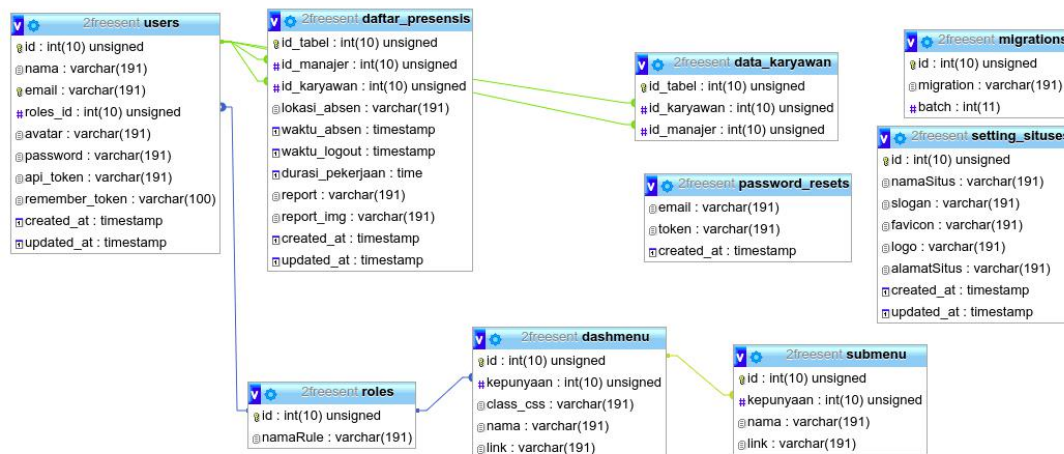 2freesent users
id : int(10) unsigned
nama : varchar(191)
email : varchar(191)
#roles_id : int(10) unsigned
avatar : varchar(191)
password : varchar(191)
api_token : varchar(191)
remember_token : varchar(100)
created_at : timestamp
updated_at : timestamp
2freesent daftar_presensis
id_tabel : int(10) unsigned
#id_manajer : int(10) unsigned
#id_karyawan : int(10) unsigned
lokasi_absen : varchar(191)
waktu_absen : timestamp
waktu_logout : timestamp
durasi_pekerjaan : time
report : varchar(191)
report_img : varchar(191)
created_at : timestamp
updated_at : timestamp
2freesent data_karyawan
id_tabel : int(10) unsigned
#id_karyawan : int(10) unsigned
#id_manajer : int(10) unsigned
2freesent migrations
id : int(10) unsigned
migration : varchar(191)
#batch : int(11)
2freesent setting_situses
id : int(10) unsigned
namaSitus : varchar(191)
slogan : varchar(191)
favicon : varchar(191)
logo : varchar(191)
alamatSitus : varchar(191)
created_at : timestamp
updated_at : timestamp
2freesent password_resets
email : varchar(191)
token : varchar(191)
created_at : timestamp
2freesent roles
id : int(10) unsigned
namaRule : varchar(191)
2freesent dashmenu
id : int(10) unsigned
#kepunyaan : int(10) unsigned
class_css : varchar(191)
nama : varchar(191)
link : varchar(191)
2freesent submenu
id : int(10) unsigned
#kepunyaan : int(10) unsigned
nama : varchar(191)
link : varchar(191)